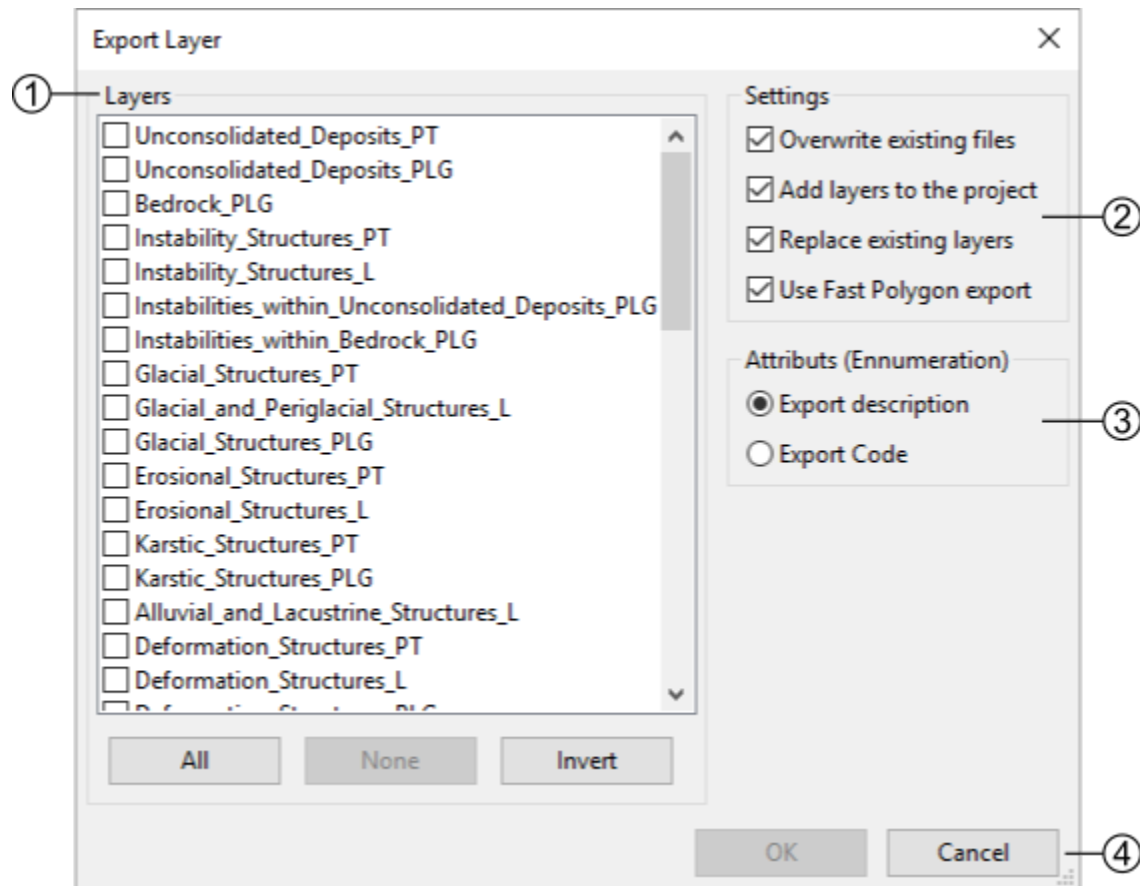 Export Layer
① Layers
Unconsolidated_Deposits_PT
Unconsolidated_Deposits_PLG
Bedrock_PLG
Instability_Structures_PT
Instability_Structures_L
Instabilities_within_Unconsolidated_Deposits_PLG
Instabilities_within_Bedrock_PLG
Glacial_Structures_PT
Glacial_and_Periglacial_Structures_L
Glacial_Structures_PLG
Erosional_Structures_PT
Erosional_Structures_L
Karstic_Structures_PT
Karstic_Structures_PLG
Alluvial_and_Lacustrine_Structures_L
Deformation_Structures_PT
Deformation_Structures_L
All None Invert
Settings
Overwrite existing files
Add layers to the project
②
Replace existing layers
Use Fast Polygon export
Attributs (Ennumeration)
Export description
③
Export Code
OK Cancel ④